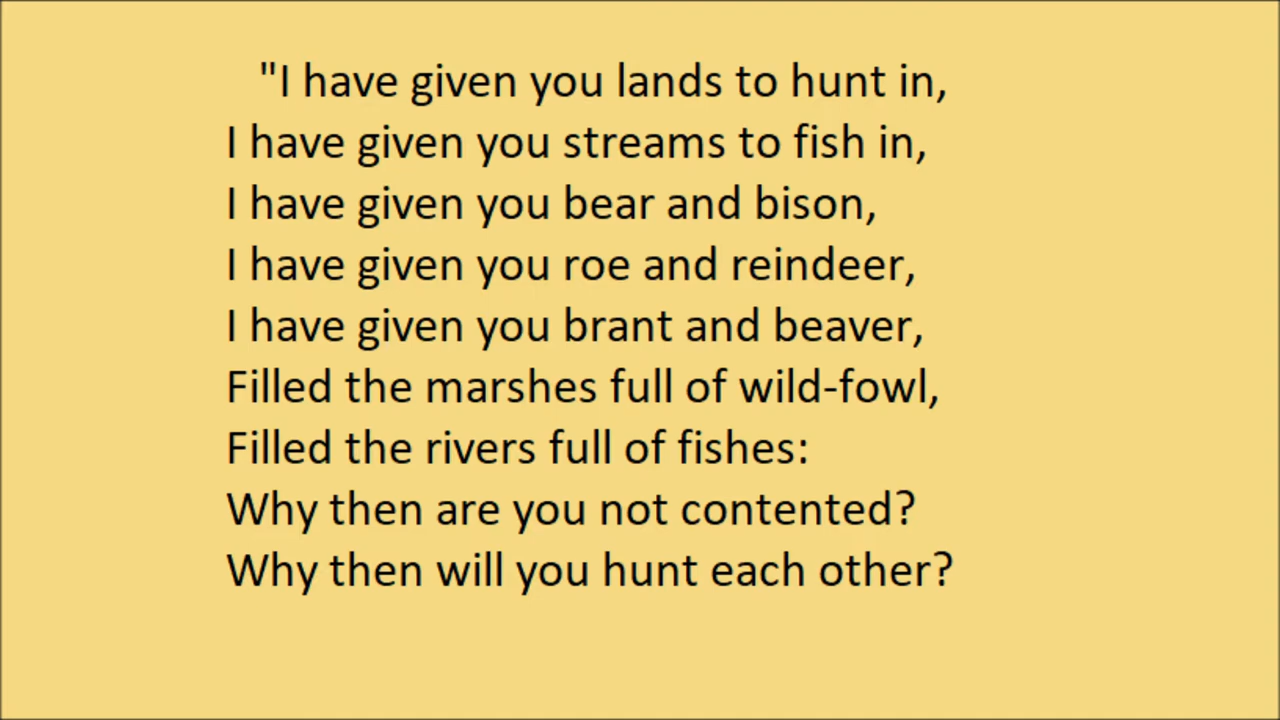 "I have given you lands to hunt in,
I have given you streams to fish in,
I have given you bear and bison,
I have given you roe and reindeer,
I have given you brant and beaver,
Filled the marshes full of wild-fowl,
Filled the rivers full of fishes:
Why then are you not contented?
Why then will you hunt each other?